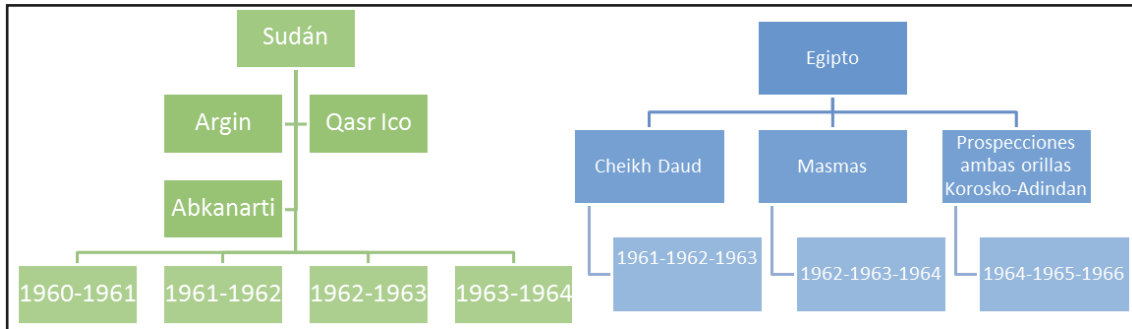 Sudán
Argin
Qasr Ico
Abkanarti
1960-1961
1961-1962
1962-1963
1963-1964
Egipto
Cheikh Daud
Masmas
Prospecciones
ambas orillas
Korosko-Adindan
1961-1962-1963
1962-1963-1964
1964-1965-1966